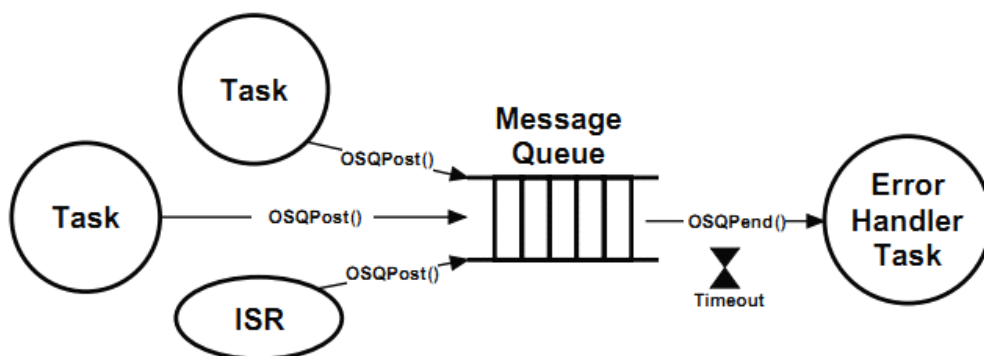 Task
OSQPost()
Message
Queue
Task
OSQPost()
OSQPend()
Error
Handler
Task
OSQPost()
ISR
Timeout